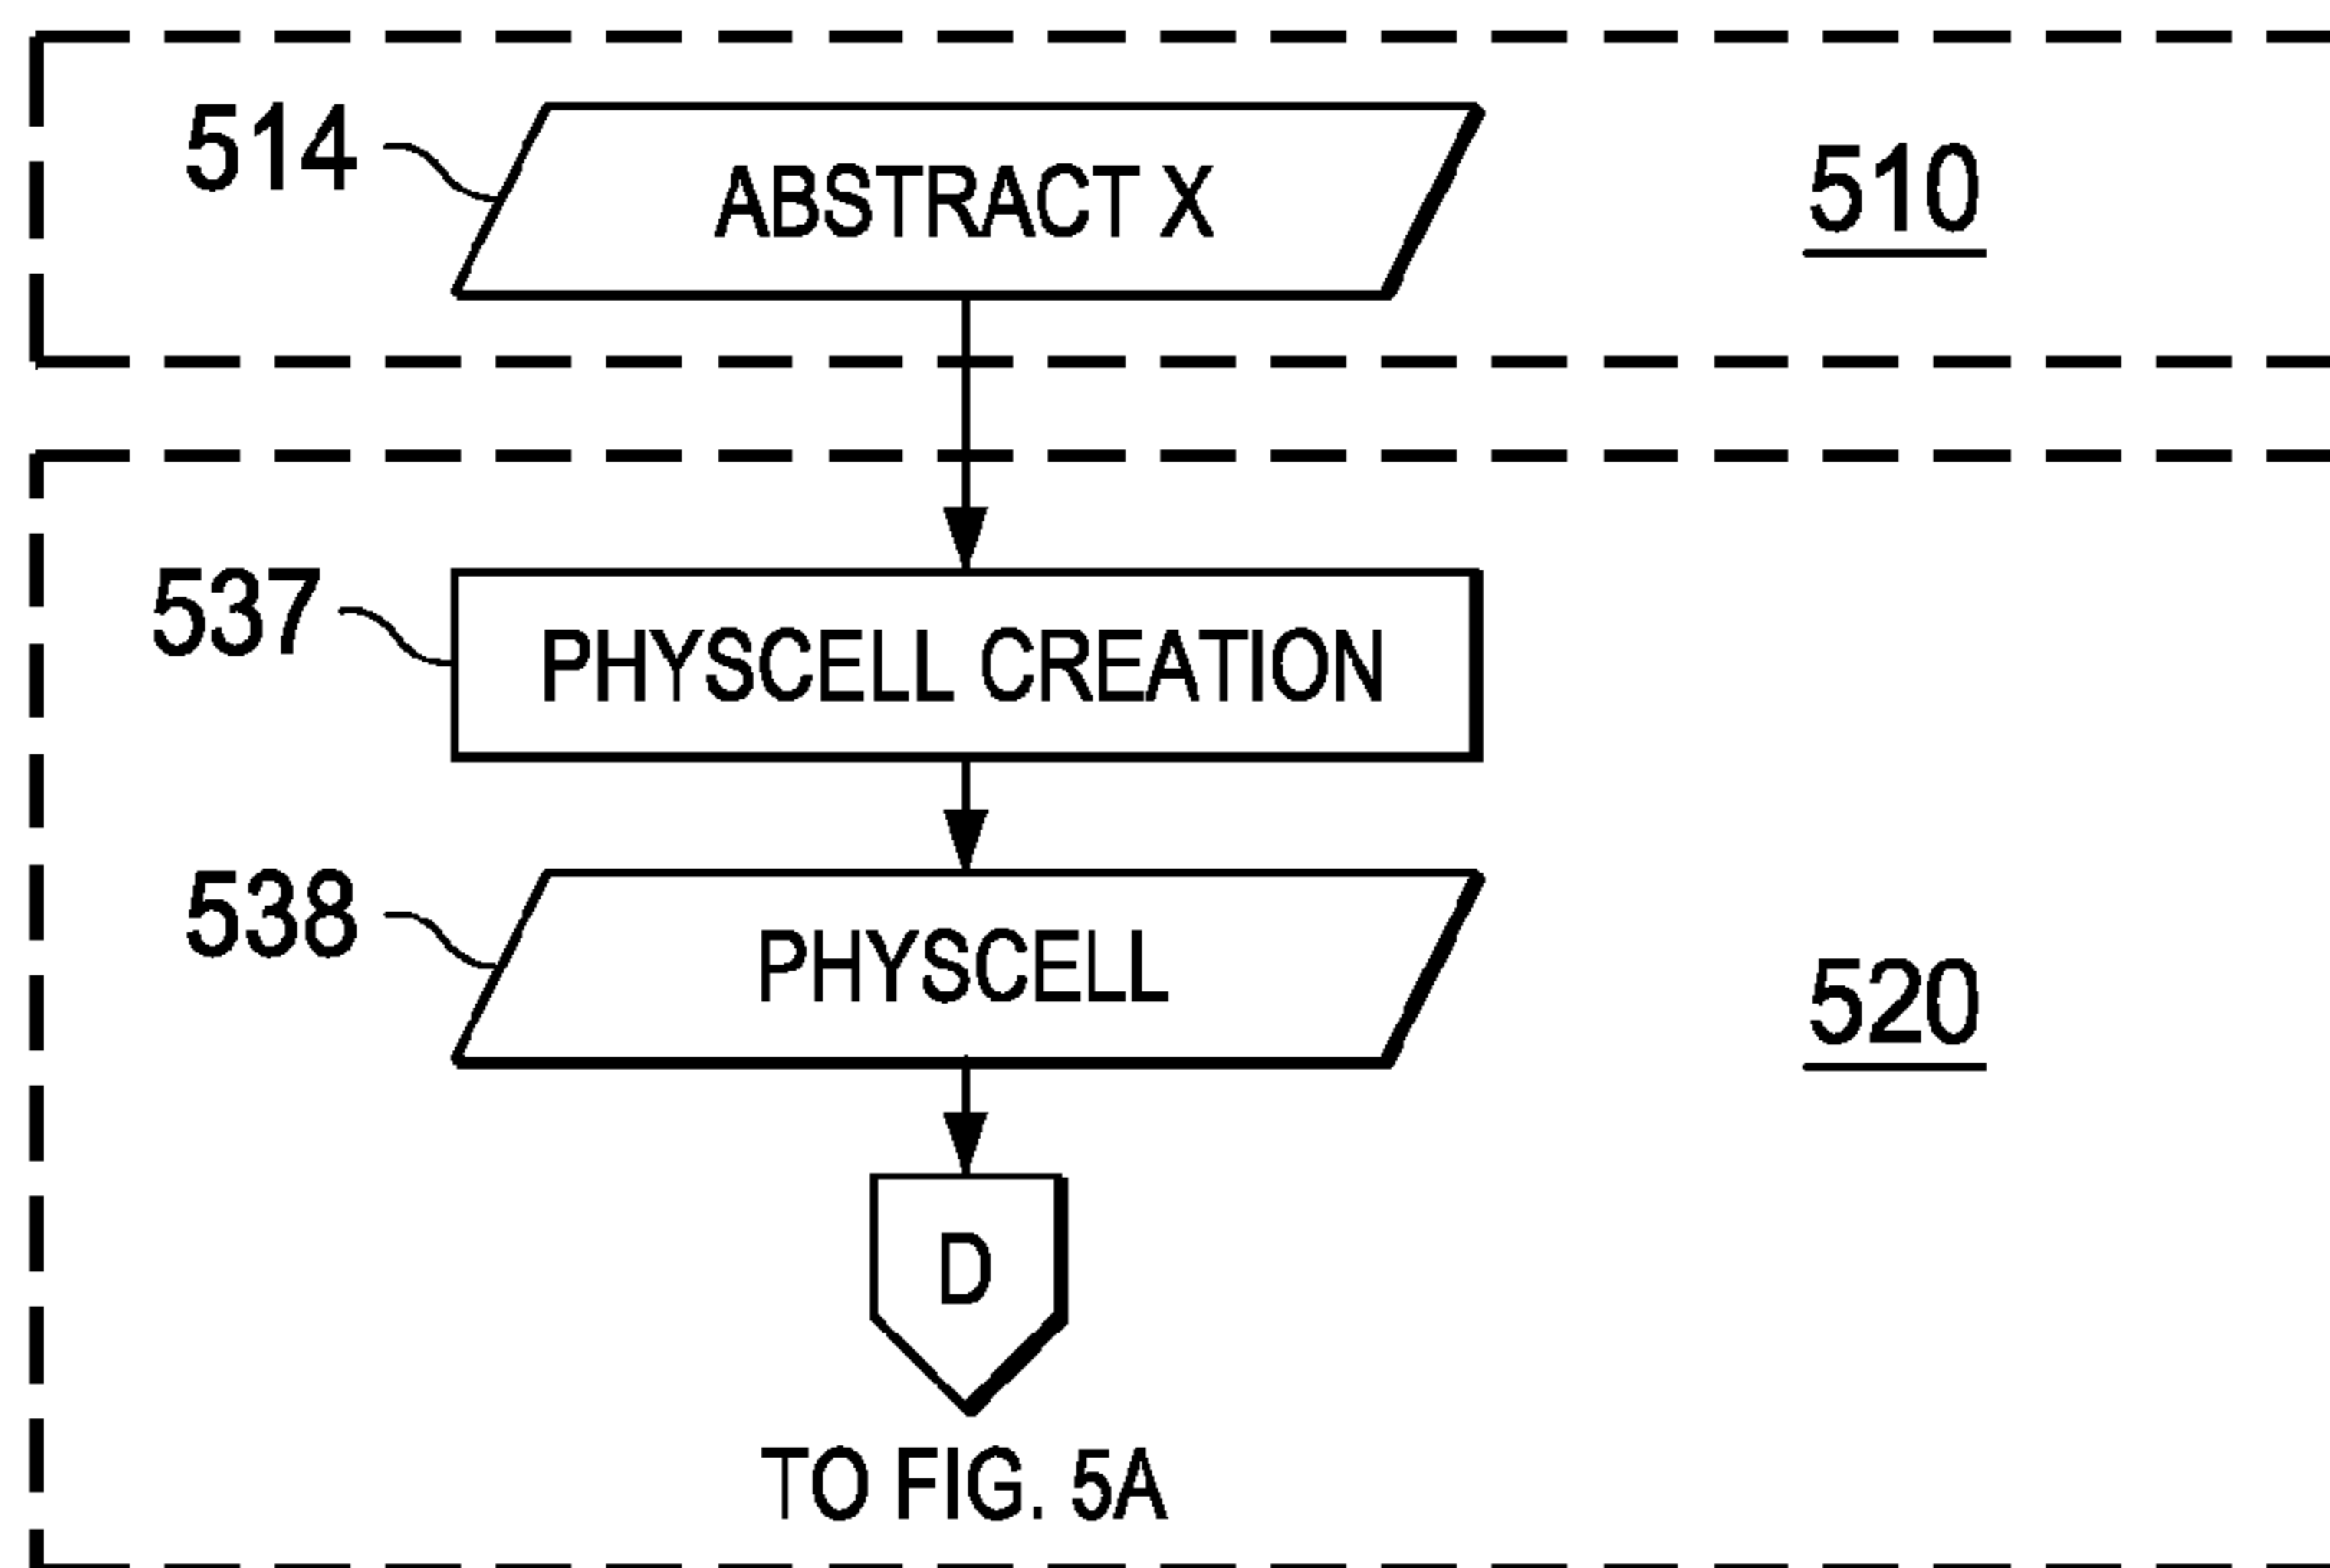 514
ABSTRACT X
510
537
PHYSCELL CREATION
538
PHYSCELL
520
D
TO FIG. 5A